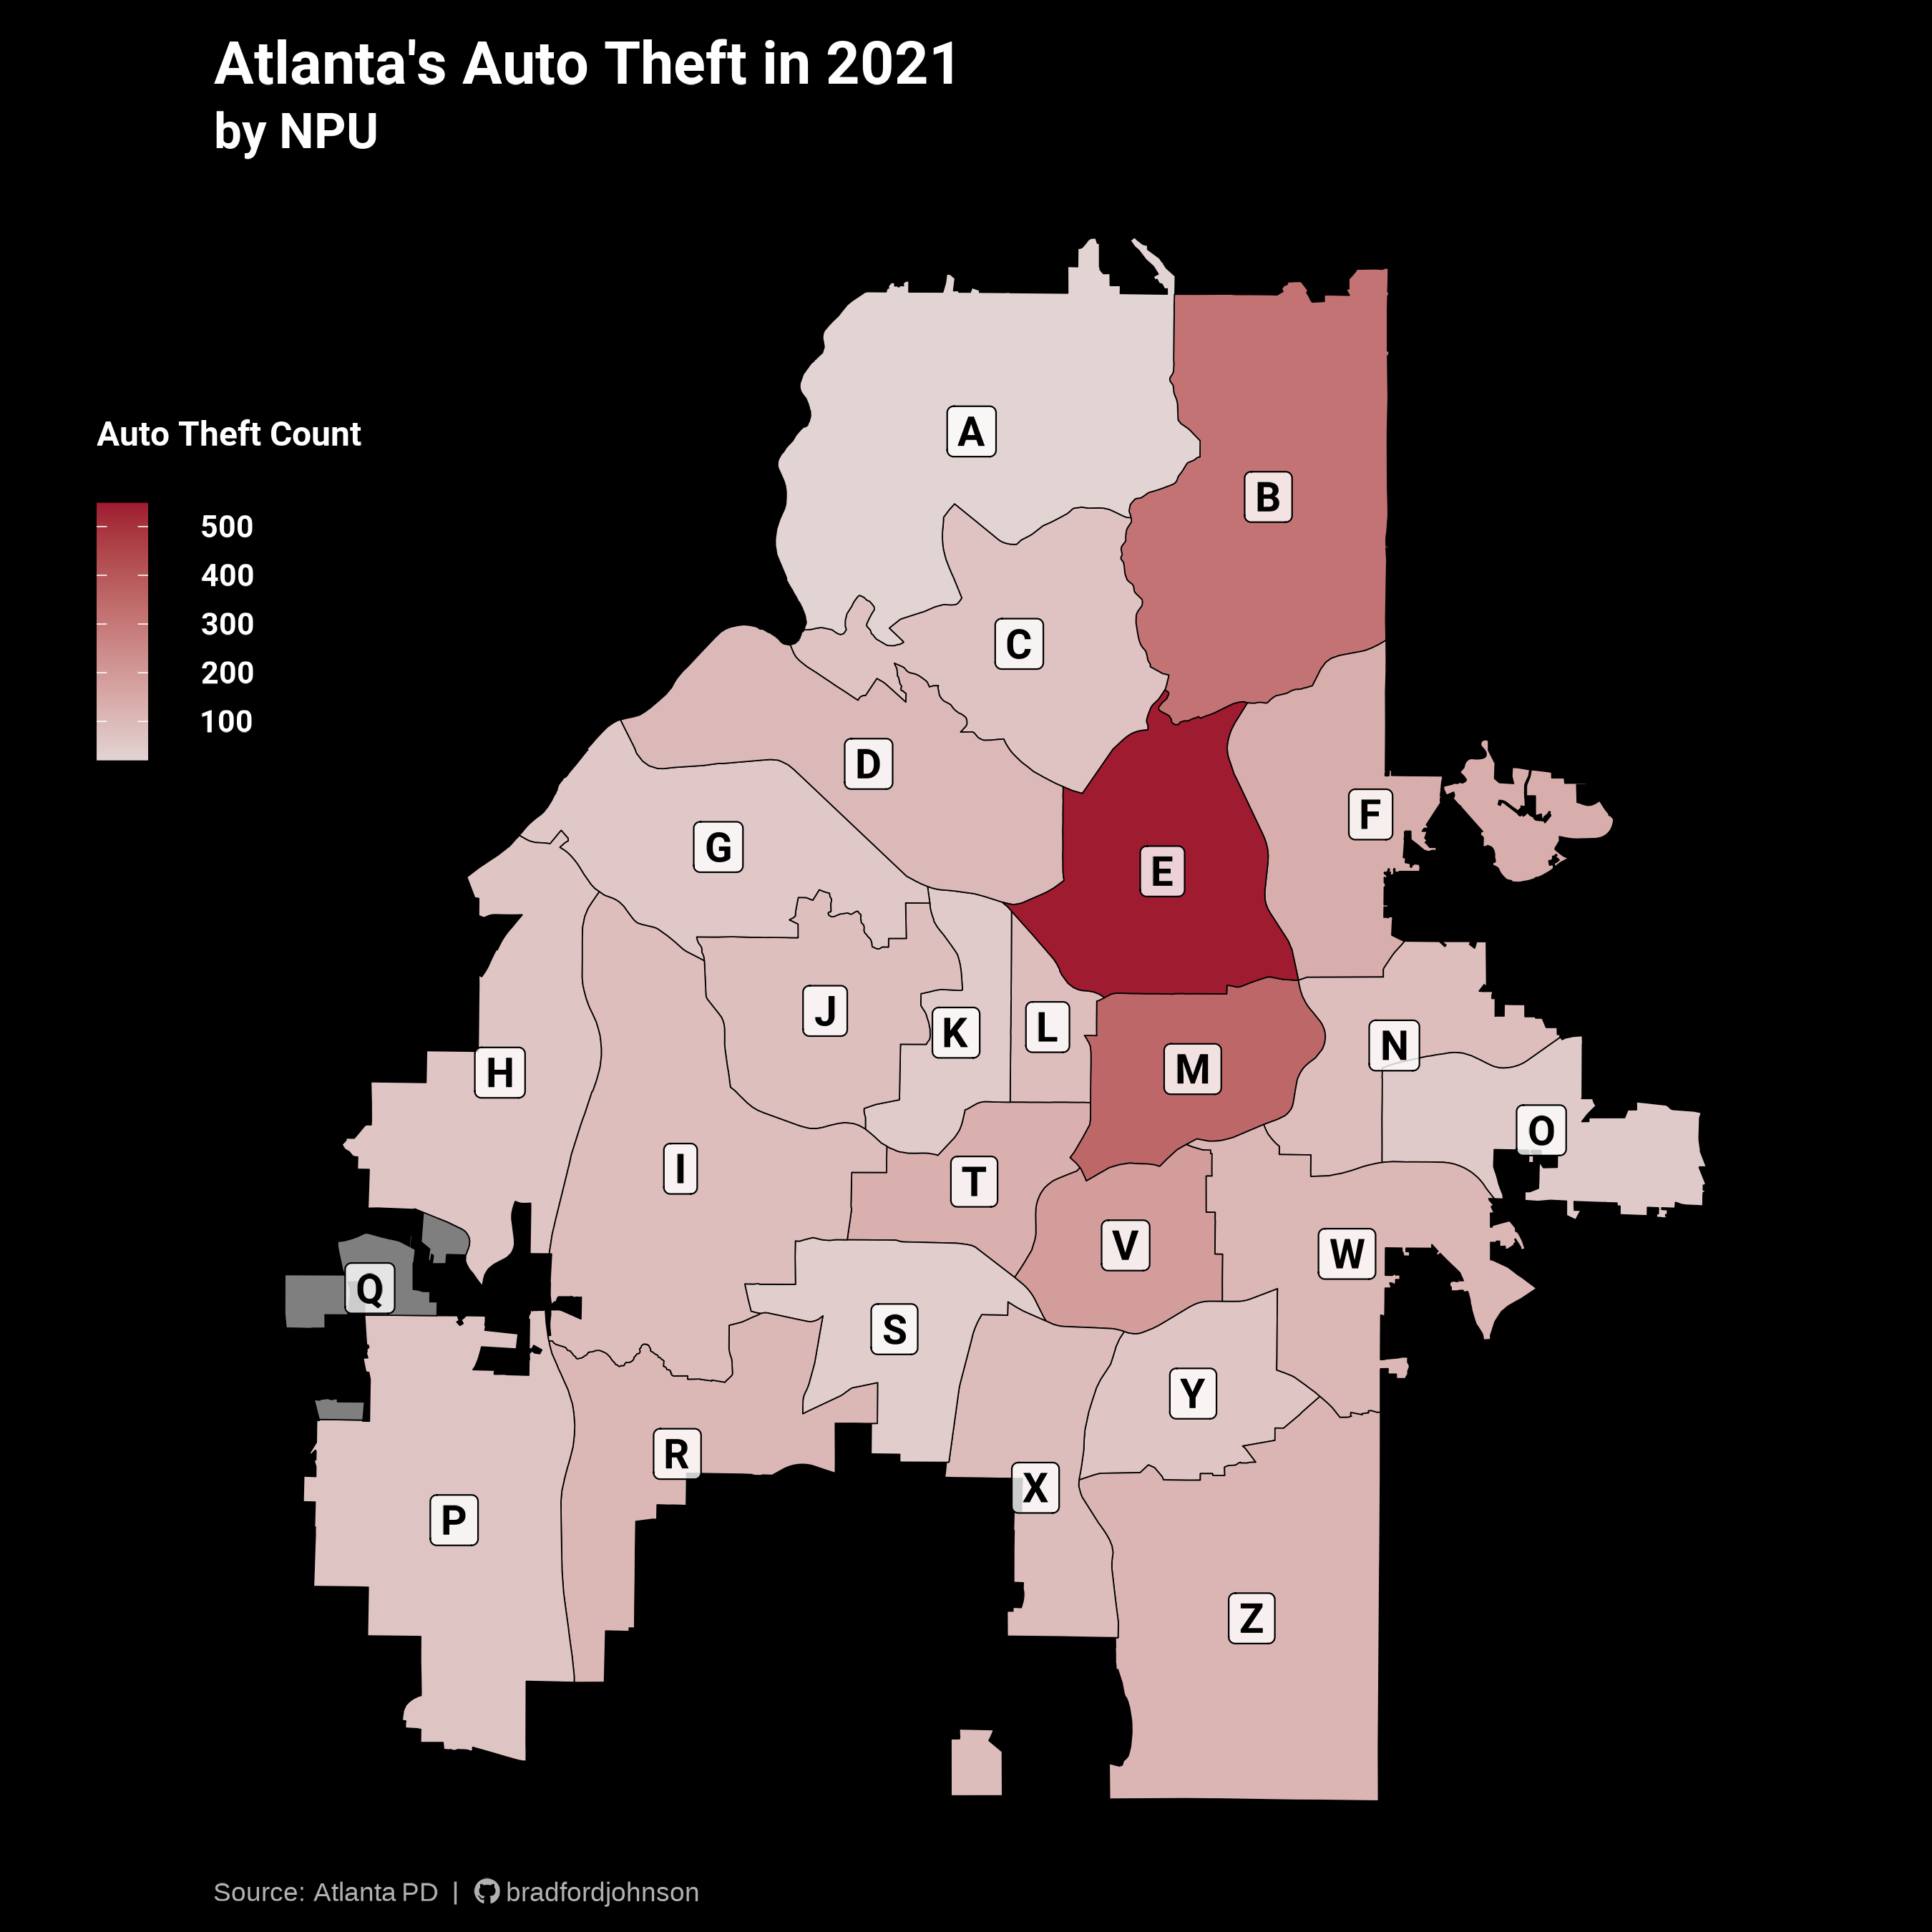 Atlanta's Auto Theft in 2021
by NPU
Auto Theft Count
500
400
300
200
100
A
B
C
D
F
G
E
J
K
L
N
M
H
O
I
T
V
W
Q
S
Y
R
X
P
Z
Source: Atlanta PD | bradfordjohnson